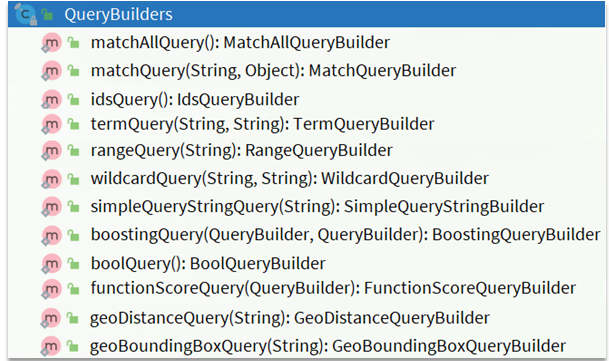 QueryBuilders
matchAllQuery(): MatchAllQueryBuilder
matchQuery(String, Object): MatchQueryBuilder
idsQuery(): IdsQueryBuilder
termQuery(String, String): TermQueryBuilder
rangeQuery(String): RangeQueryBuilder
wildcardQuery(String, String): WildcardQueryBuilder
simpleQueryStringQuery(String): SimpleQueryStringBuilder
boostingQuery(QueryBuilder, QueryBuilder): BoostingQueryBuilder
boolQuery(): BoolQueryBuilder
functionScoreQuery(QueryBuilder): FunctionScoreQueryBuilder
geoDistanceQuery(String): GeoDistanceQueryBuilder
geoBoundingBoxQuery(String): GeoBoundingBoxQueryBuilder